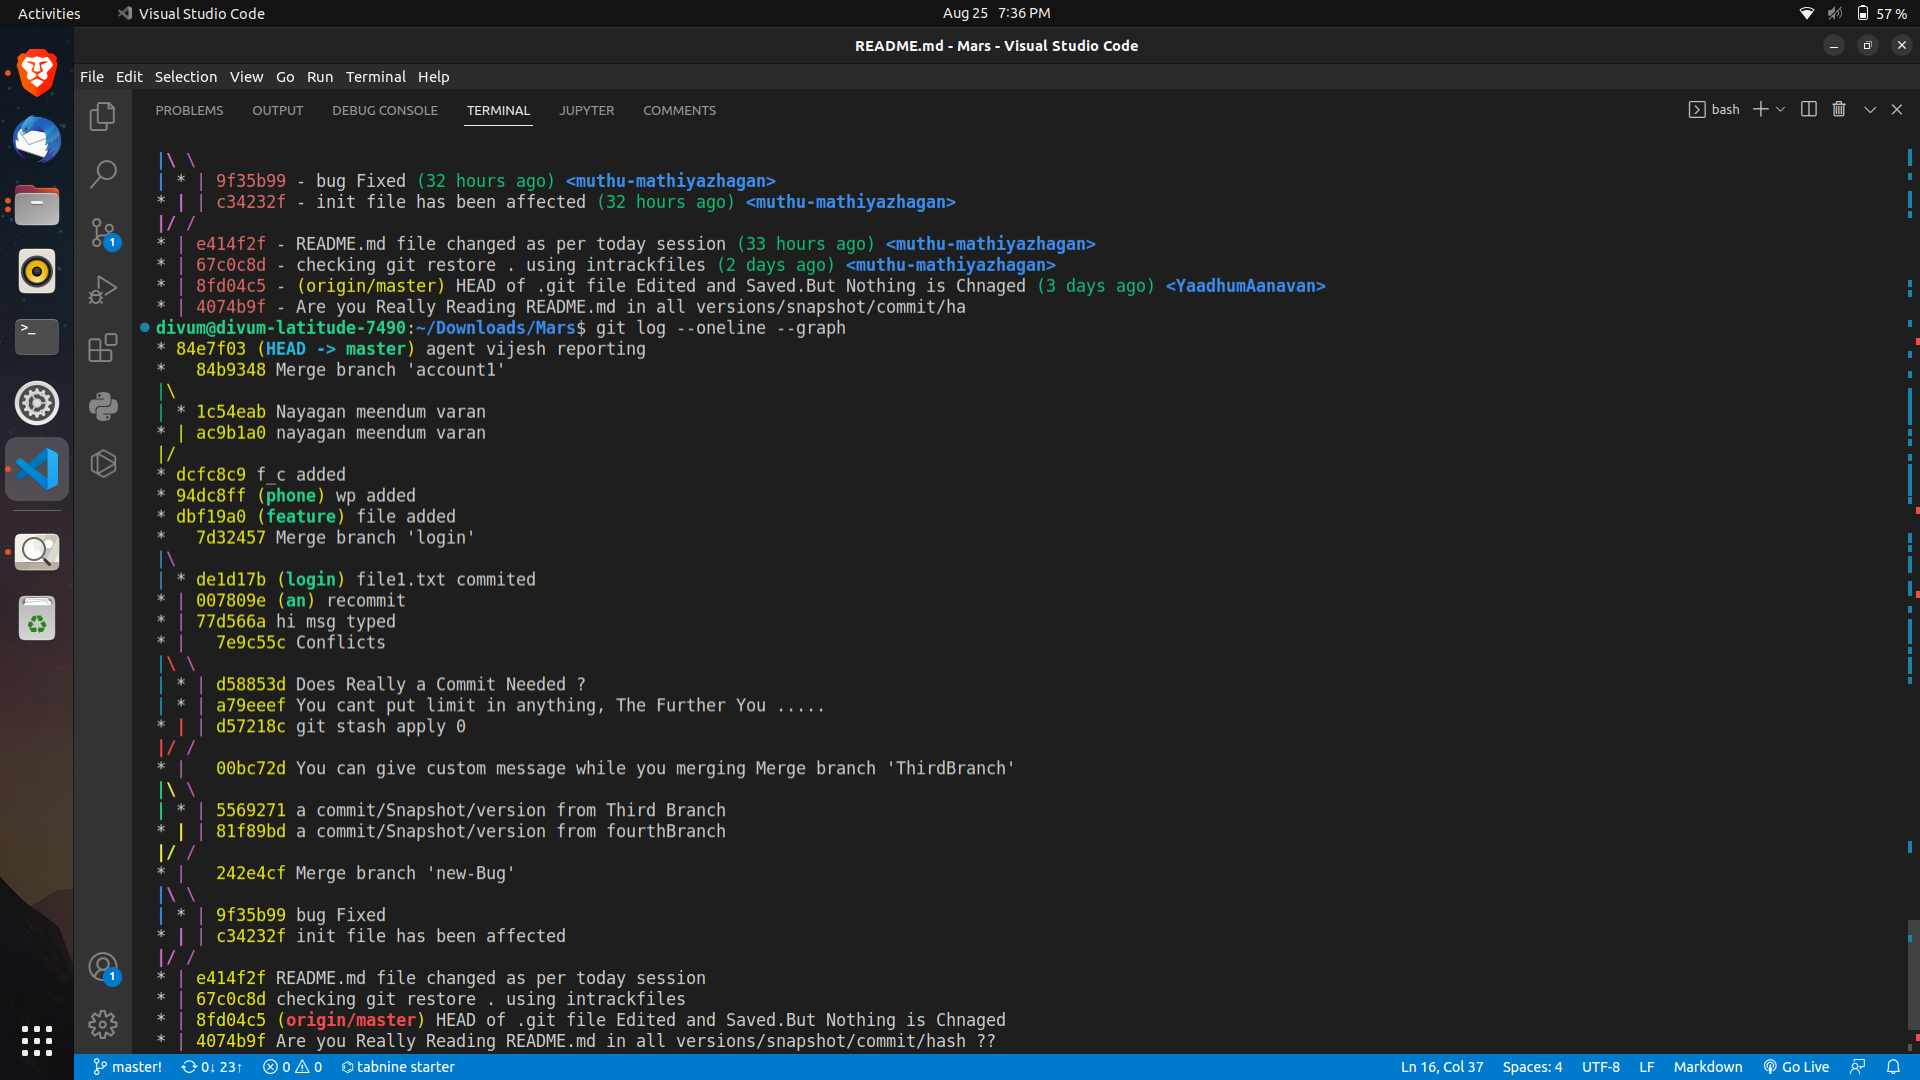 Activities Visual Studio Code Aug 25 7:36 PM 57 %
README.md - Mars - Visual Studio Code
File Edit Selection View Go Run Terminal Help
PROBLEMS OUTPUT DEBUG CONSOLE TERMINAL JUPYTER COMMENTS bash
|\ \
| * | 9f35b99 - bug Fixed (32 hours ago) <muthu-mathiyazhagan>
* | | c34232f - init file has been affected (32 hours ago) <muthu-mathiyazhagan>
|/ /
* | e414f2f - README.md file changed as per today session (33 hours ago) <muthu-mathiyazhagan>
* | 67c0c8d - checking git restore . using intrackfiles (2 days ago) <muthu-mathiyazhagan>
* | 8fd04c5 - (origin/master) HEAD of .git file Edited and Saved.But Nothing is Chnaged (3 days ago) <YaadhumAanavan>
* | 4074b9f - Are you Really Reading README.md in all versions/snapshot/commit/ha
divum@divum-latitude-7490:~/Downloads/Mars$ git log --oneline --graph
* 84e7f03 (HEAD -> master) agent vijesh reporting
*   84b9348 Merge branch 'account1'
|\
| * 1c54eab Nayagan meendum varan
* | ac9b1a0 nayagan meendum varan
|/
* dcfc8c9 f_c added
* 94dc8ff (phone) wp added
* dbf19a0 (feature) file added
*   7d32457 Merge branch 'login'
|\
| * de1d17b (login) file1.txt commited
* | 007809e (an) recommit
* | 77d566a hi msg typed
* |   7e9c55c Conflicts
|\ \
| * | d58853d Does Really a Commit Needed ?
| * | a79eeef You cant put limit in anything, The Further You .....
* | | d57218c git stash apply 0
|/ /
* |   00bc72d You can give custom message while you merging Merge branch 'ThirdBranch'
|\ \
| * | 5569271 a commit/Snapshot/version from Third Branch
* | | 81f89bd a commit/Snapshot/version from fourthBranch
|/ /
* |   242e4cf Merge branch 'new-Bug'
|\ \
| * | 9f35b99 bug Fixed
* | | c34232f init file has been affected
|/ /
* | e414f2f README.md file changed as per today session
* | 67c0c8d checking git restore . using intrackfiles
* | 8fd04c5 (origin/master) HEAD of .git file Edited and Saved.But Nothing is Chnaged
* | 4074b9f Are you Really Reading README.md in all versions/snapshot/commit/hash ??
1
1
master! 0↓ 23↑ 0 0 tabnine starter Ln 16, Col 37 Spaces: 4 UTF-8 LF Markdown Go Live